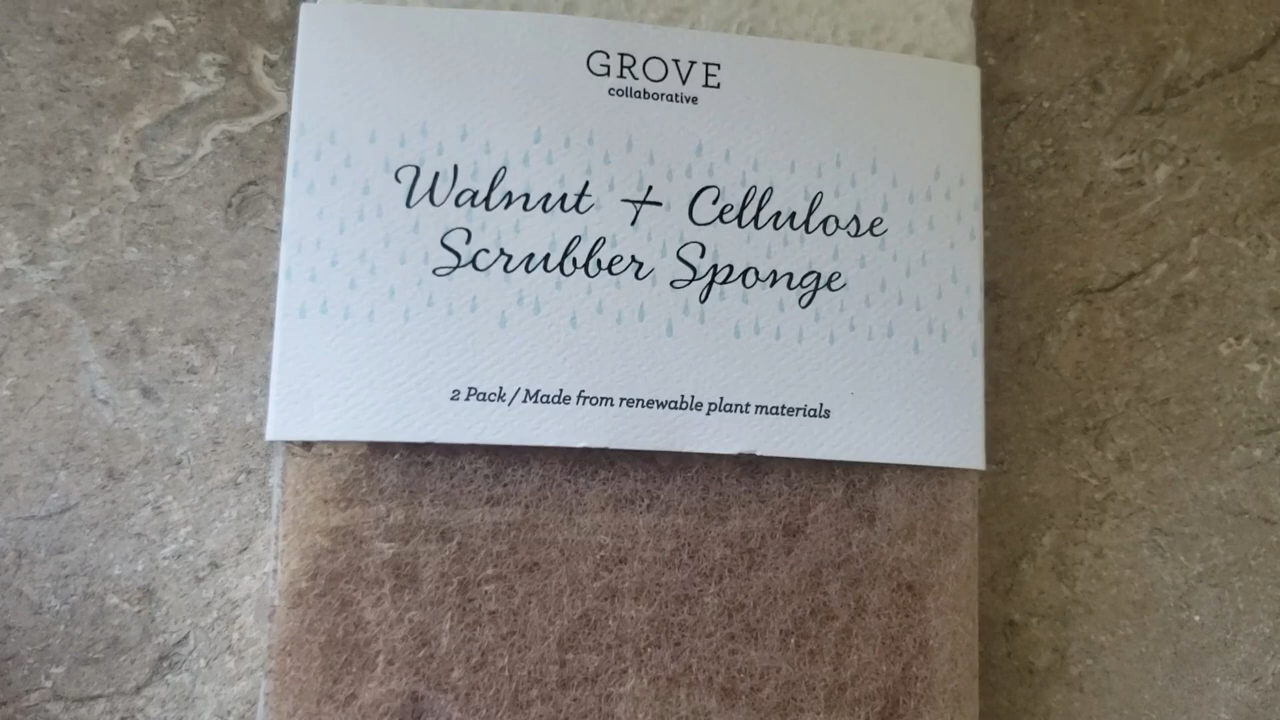 GROVE
collaborative
Walnut + Cellulose
Scrubber Sponge
2 Pack / Made from renewable plant materials